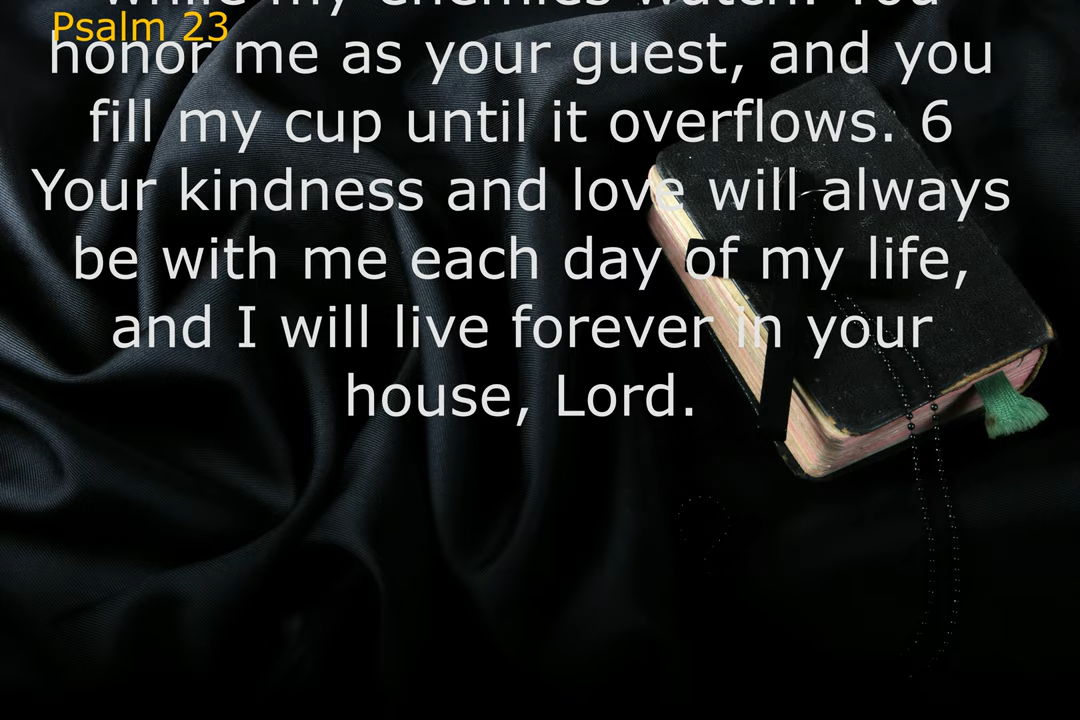 while my enemies watch. You
Psalm 23
honor me as your guest, and you
fill my cup until it overflows. 6
Your kindness and love will always
be with me each day of my life,
and I will live forever in your
house, Lord.